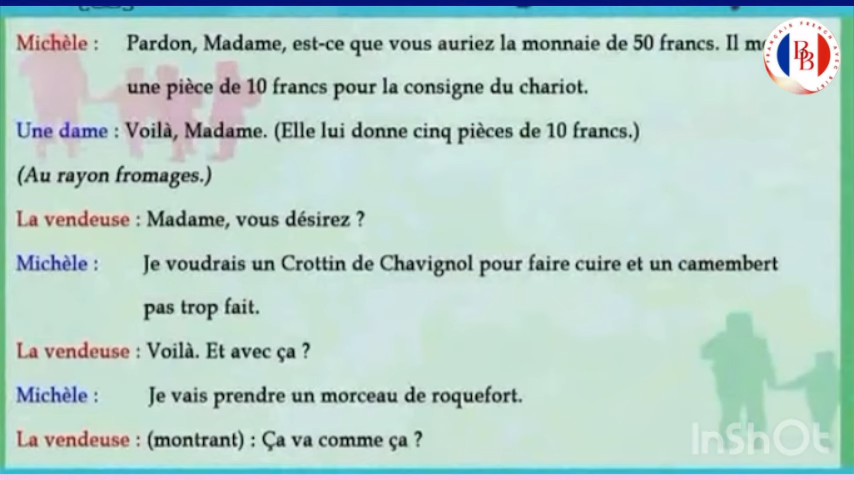 Michèle : Pardon, Madame, est-ce que vous auriez la monnaie de 50 francs. Il
une pièce de 10 francs pour la consigne du chariot.
Une dame : Voilà, Madame. (Elle lui donne cinq pièces de 10 francs.)
(Au rayon fromages.)
La vendeuse : Madame, vous désirez ?
Michèle : Je voudrais un Crottin de Chavignol pour faire cuire et un camembert
pas trop fait.
La vendeuse : Voilà. Et avec ça ?
Michèle : Je vais prendre un morceau de roquefort.
La vendeuse : (montrant) : Ça va comme ça ?
InShOt